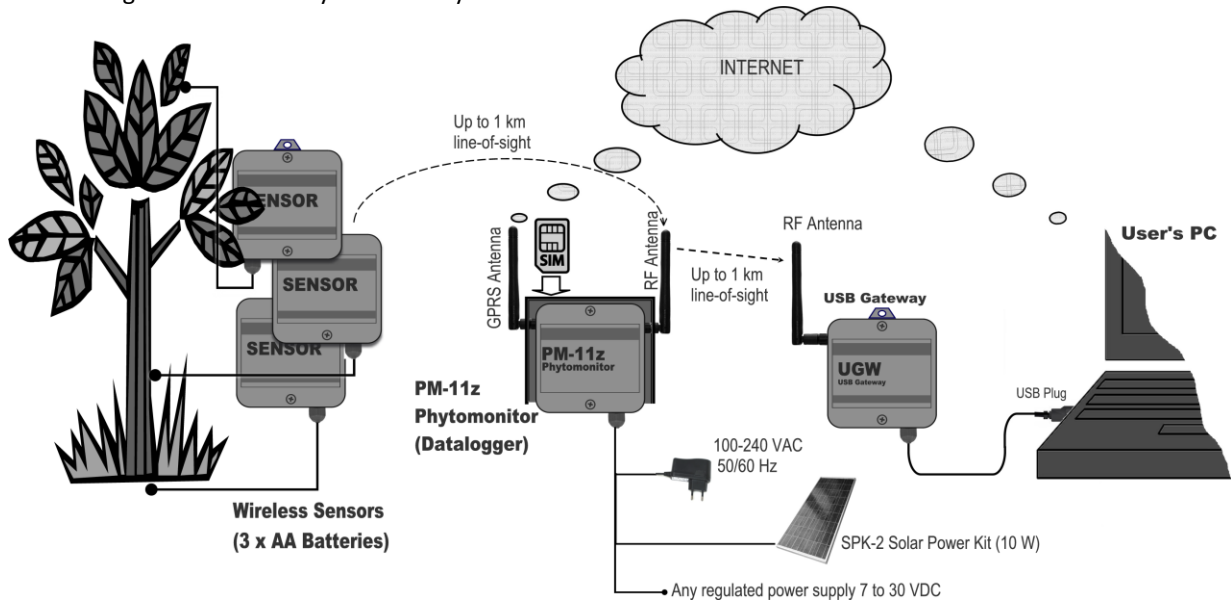 INTERNET
Up to 1 km
line-of-sight
SENSOR
SENSOR
SENSOR
GPRS Antenna
SIM
RF Antenna
RF Antenna
Up to 1 km
line-of-sight
User's PC
USB Gateway
PM-11z
Phytomonitor
UGW
USB Gateway
USB Plug
PM-11z
Phytomonitor
(Datalogger)
100-240 VAC
50/60 Hz
Wireless Sensors
(3 x AA Batteries)
SPK-2 Solar Power Kit (10 W)
Any regulated power supply 7 to 30 VDC